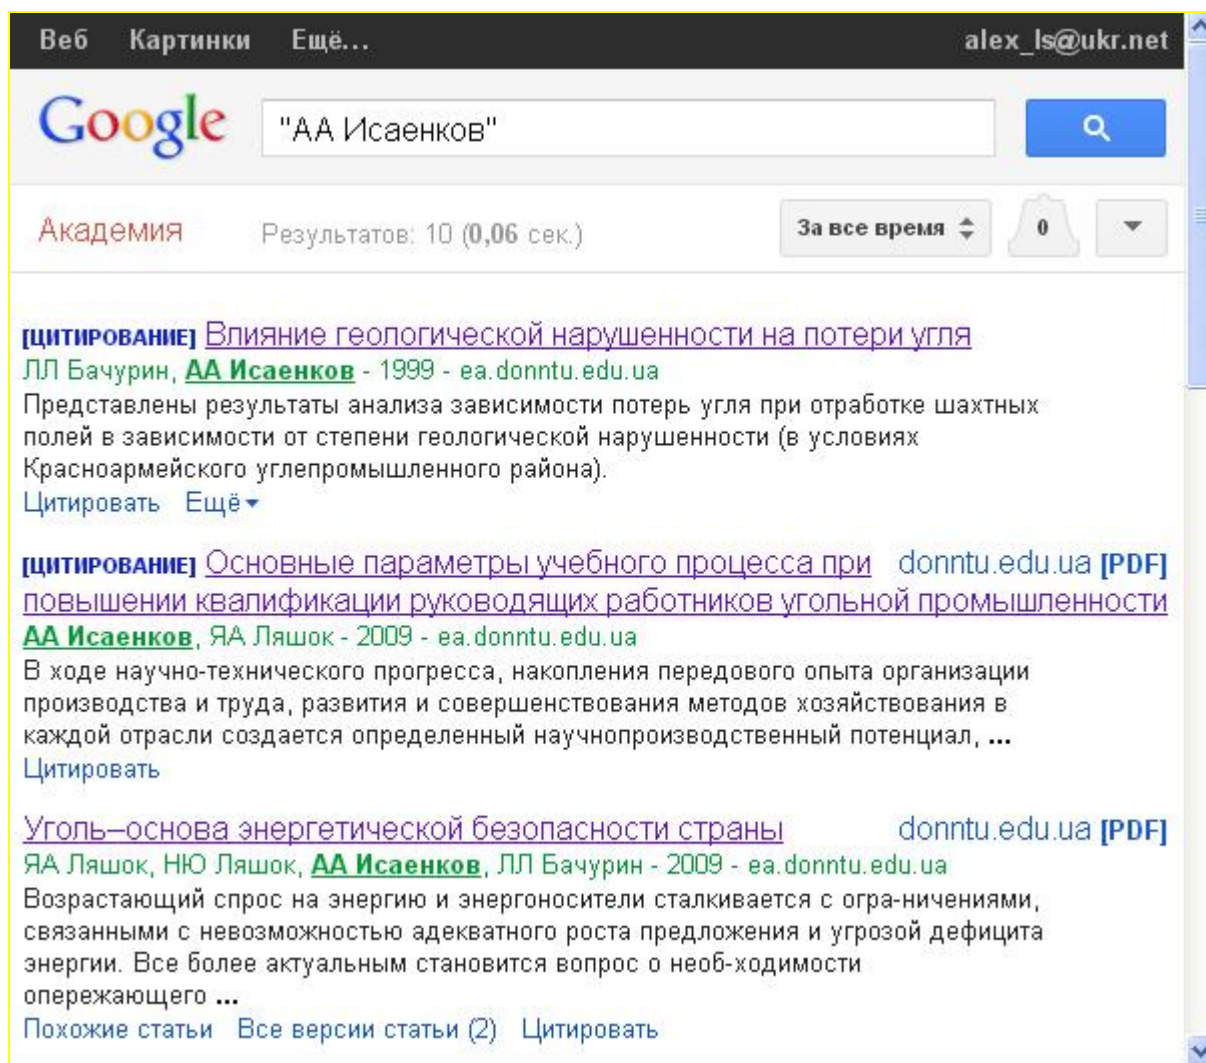 Веб Картинки Ещё... alex_ls@ukr.net
Google "АА Исаенков"
Академия Результатов: 10 (0,06 сек.) За все время 0
[ЦИТИРОВАНИЕ] Влияние геологической нарушенности на потери угля
ЛЛ Бачурин, АА Исаенков - 1999 - ea.donntu.edu.ua
Представлены результаты анализа зависимости потерь угля при отработке шахтных
полей в зависимости от степени геологической нарушенности (в условиях
Красноармейского углепромышленного района).
Цитировать Ещё
[ЦИТИРОВАНИЕ] Основные параметры учебного процесса при donntu.edu.ua [PDF]
повышении квалификации руководящих работников угольной промышленности
АА Исаенков, ЯА Ляшок - 2009 - ea.donntu.edu.ua
В ходе научно-технического прогресса, накопления передового опыта организации
производства и труда, развития и совершенствования методов хозяйствования в
каждой отрасли создается определенный научнопроизводственный потенциал, ...
Цитировать
Уголь–основа энергетической безопасности страны donntu.edu.ua [PDF]
ЯА Ляшок, НЮ Ляшок, АА Исаенков, ЛЛ Бачурин - 2009 - ea.donntu.edu.ua
Возрастающий спрос на энергию и энергоносители сталкивается с огра-ничениями,
связанными с невозможностью адекватного роста предложения и угрозой дефицита
энергии. Все более актуальным становится вопрос о необ-ходимости
опережающего ...
Похожие статьи Все версии статьи (2) Цитировать